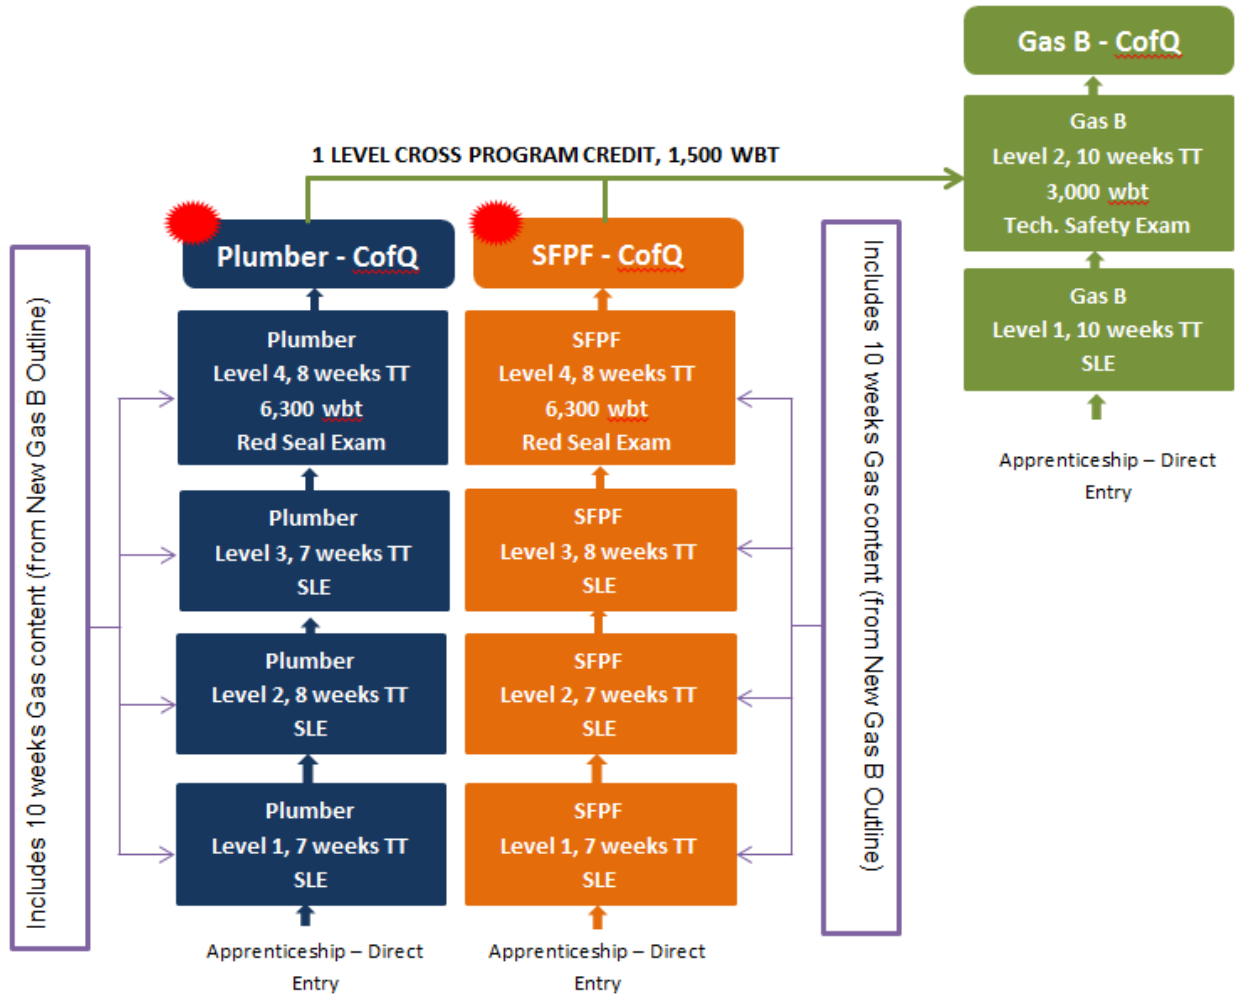 Gas B - CofQ
Gas B
Level 2, 10 weeks TT
3,000 wbt
Tech. Safety Exam
Gas B
Level 1, 10 weeks TT
SLE
Apprenticeship – Direct
Entry
1 LEVEL CROSS PROGRAM CREDIT, 1,500 WBT
Includes 10 weeks Gas content (from New Gas B Outline)
Plumber - CofQ
Plumber
Level 4, 8 weeks TT
6,300 wbt
Red Seal Exam
Plumber
Level 3, 7 weeks TT
SLE
Plumber
Level 2, 8 weeks TT
SLE
Plumber
Level 1, 7 weeks TT
SLE
Apprenticeship – Direct
Entry
SFPF - CofQ
SFPF
Level 4, 8 weeks TT
6,300 wbt
Red Seal Exam
SFPF
Level 3, 8 weeks TT
SLE
SFPF
Level 2, 7 weeks TT
SLE
SFPF
Level 1, 7 weeks TT
SLE
Apprenticeship – Direct
Entry
Includes 10 weeks Gas content (from New Gas B Outline)